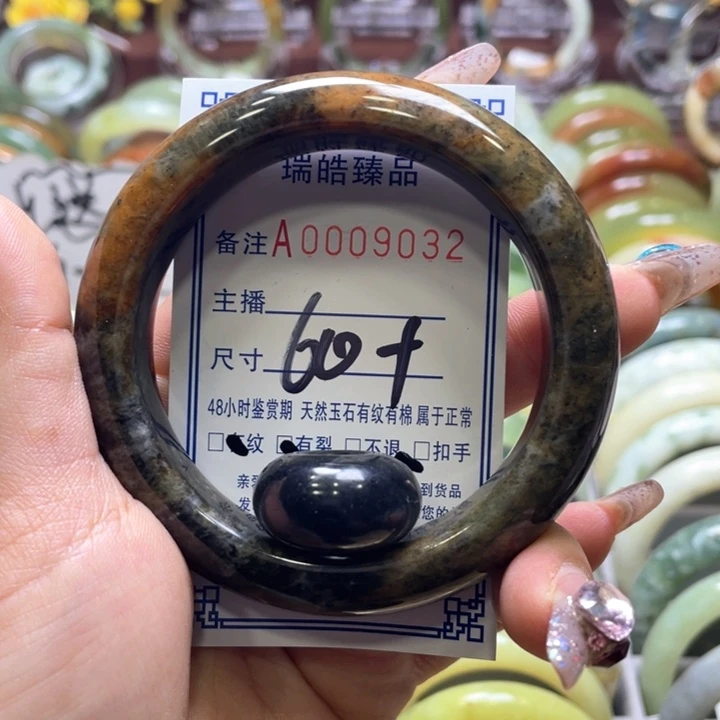 瑞皓臻品
备注A0009032
主播
尺寸 60+
48小时鉴赏期 天然玉石有纹有棉 属于正常
□纹 □有裂 □不退 □扣手
亲 到货品
发 您的